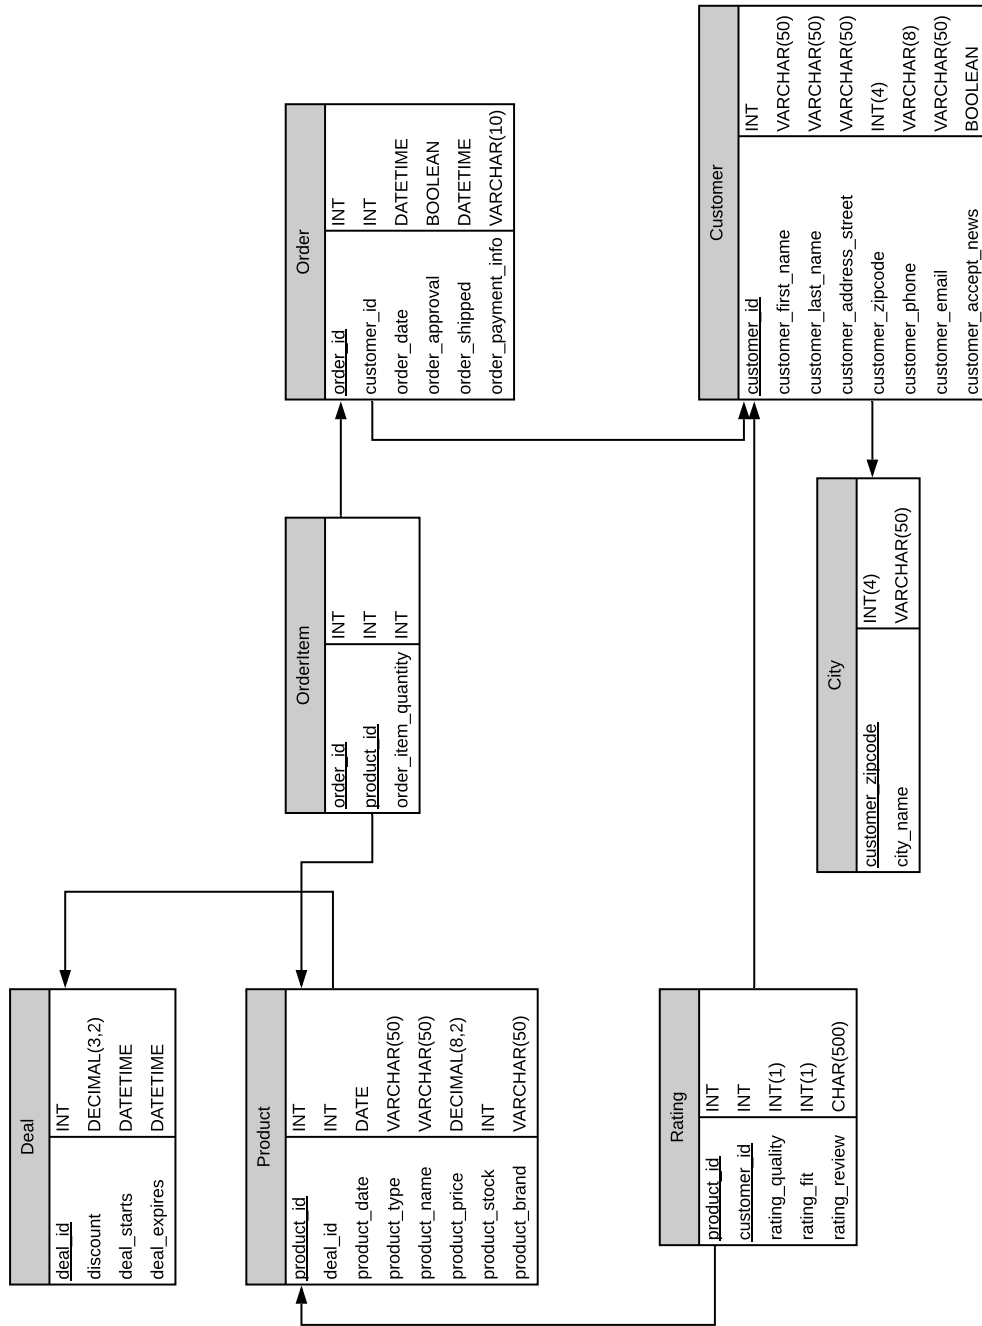 Deal
deal_id INT
discount DECIMAL(3,2)
deal_starts DATETIME
deal_expires DATETIME
Product
product_id INT
deal_id INT
product_date DATE
product_type VARCHAR(50)
product_name VARCHAR(50)
product_price DECIMAL(8,2)
product_stock INT
product_brand VARCHAR(50)
Rating
product_id INT
customer_id INT
rating_quality INT(1)
rating_fit INT(1)
rating_review CHAR(500)
OrderItem
order_id INT
product_id INT
order_item_quantity INT
City
customer_zipcode INT(4)
city_name VARCHAR(50)
Order
order_id INT
customer_id INT
order_date DATETIME
order_approval BOOLEAN
order_shipped DATETIME
order_payment_info VARCHAR(10)
Customer
customer_id INT
customer_first_name VARCHAR(50)
customer_last_name VARCHAR(50)
customer_address_street VARCHAR(50)
customer_zipcode INT(4)
customer_phone VARCHAR(8)
customer_email VARCHAR(50)
customer_accept_news BOOLEAN